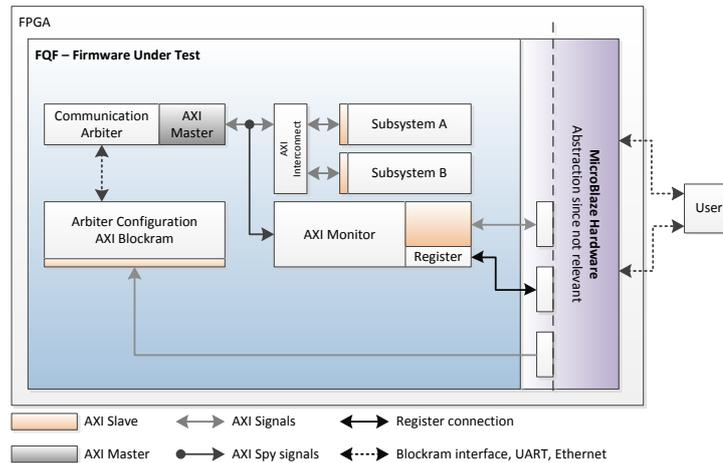 FPGA
FQF – Firmware Under Test
Communication
Arbiter
AXI
Master
AXI
Interconnect
Subsystem A
Subsystem B
Arbiter Configuration
AXI Blockram
AXI Monitor
Register
MicroBlaze Hardware
Abstraction since not relevant
User
AXI Slave
AXI Signals
Register connection
AXI Master
AXI Spy signals
Blockram interface, UART, Ethernet